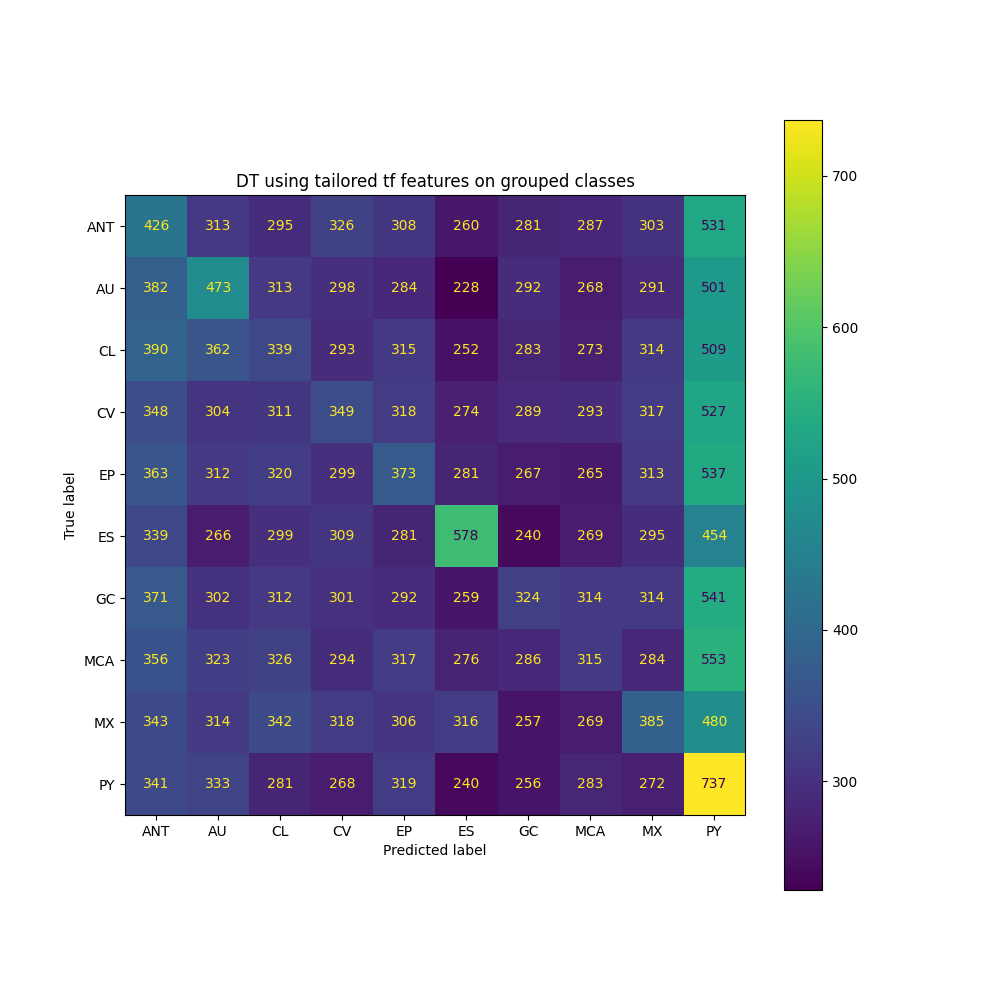 DT using tailored tf features on grouped classes
ANT 426 313 295 326 308 260 281 287 303 531
AU 382 473 313 298 284 228 292 268 291 501
CL 390 362 339 293 315 252 283 273 314 509
CV 348 304 311 349 318 274 289 293 317 527
EP 363 312 320 299 373 281 267 265 313 537
ES 339 266 299 309 281 578 240 269 295 454
GC 371 302 312 301 292 259 324 314 314 541
MCA 356 323 326 294 317 276 286 315 284 553
MX 343 314 342 318 306 316 257 269 385 480
PY 341 333 281 268 319 240 256 283 272 737
ANT AU CL CV EP ES GC MCA MX PY
Predicted label
True label
700
600
500
400
300